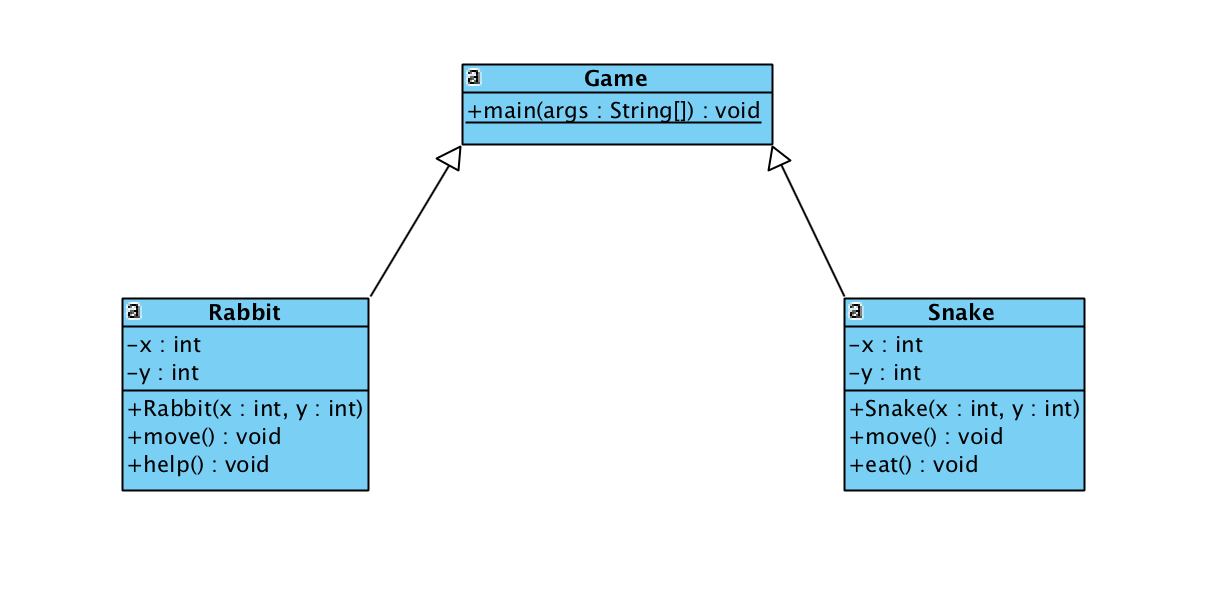 a Game
+main(args : String[]) : void
a Rabbit
-x : int
-y : int
+Rabbit(x : int, y : int)
+move() : void
+help() : void
a Snake
-x : int
-y : int
+Snake(x : int, y : int)
+move() : void
+eat() : void